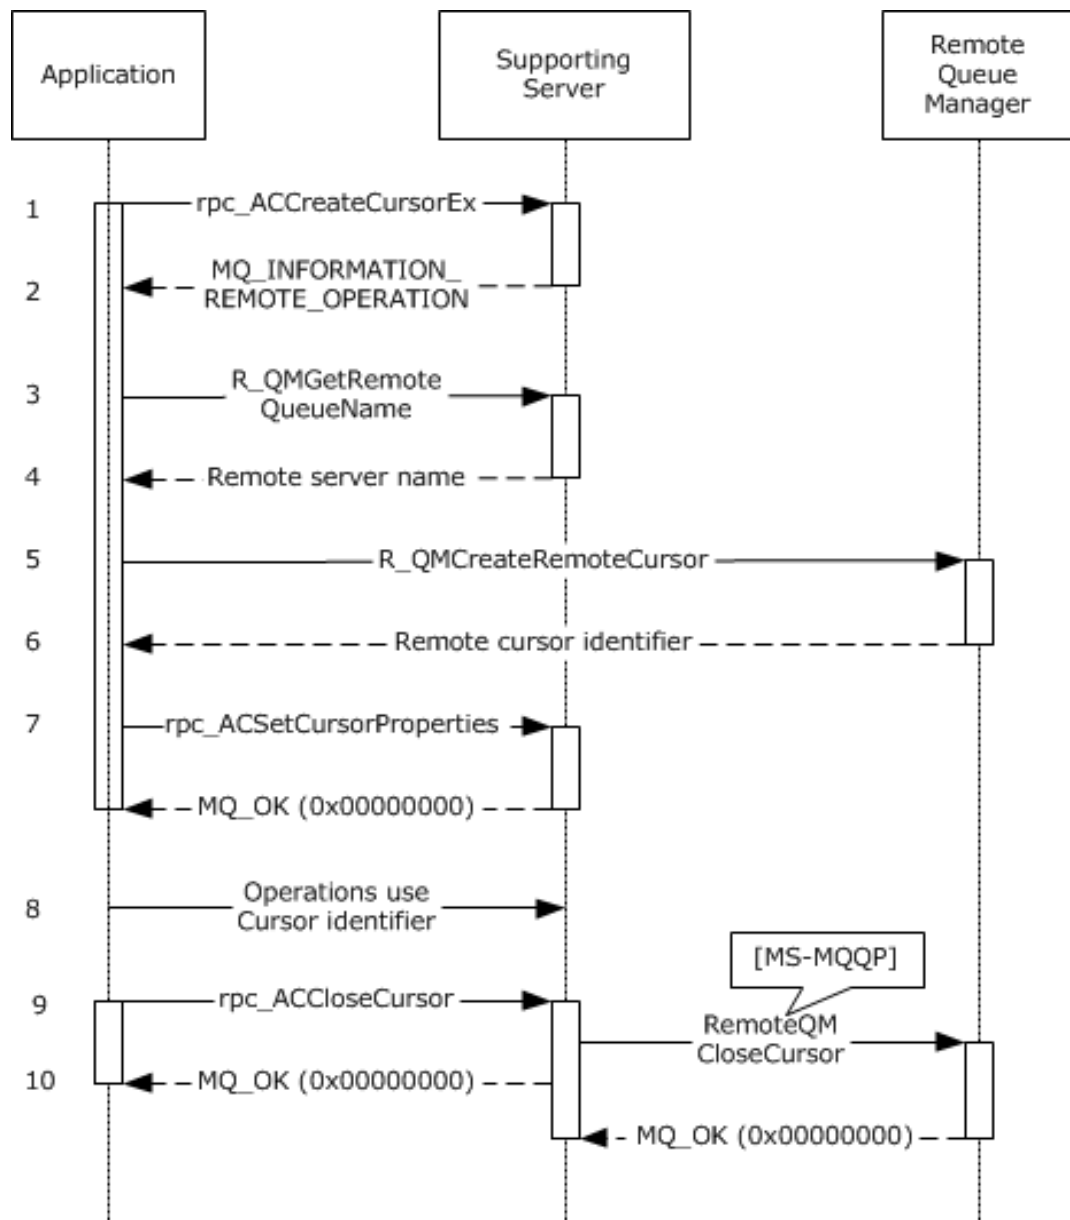 Application
Supporting
Server
Remote
Queue
Manager
1
rpc_ACCreateCursorEx
MQ_INFORMATION_
REMOTE_OPERATION
2
3
R_QMGetRemote
QueueName
4
Remote server name
5
R_QMCreateRemoteCursor
6
Remote cursor identifier
7
rpc_ACSetCursorProperties
MQ_OK (0x00000000)
8
Operations use
Cursor identifier
[MS-MQQP]
9
rpc_ACCloseCursor
RemoteQM
CloseCursor
10
MQ_OK (0x00000000)
MQ_OK (0x00000000)